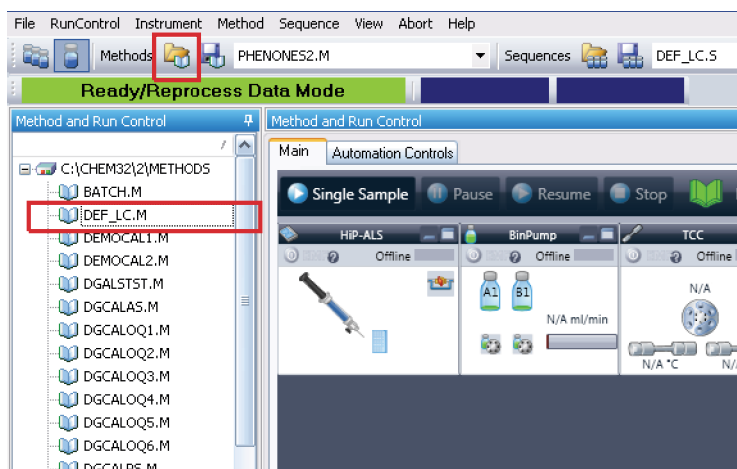 File RunControl Instrument Method Sequence View Abort Help
Methods PHENONES2.M Sequences DEF_LC.S
Ready/Reprocess Data Mode
Method and Run Control
C:\CHEM32\2\METHODS
BATCH.M
DEF_LC.M
DEMOCAL1.M
DEMOCAL2.M
DGALSTST.M
DGCALAS.M
DGCALOQ1.M
DGCALOQ2.M
DGCALOQ3.M
DGCALOQ4.M
DGCALOQ5.M
DGCALOQ6.M
Method and Run Control
Main Automation Controls
Single Sample Pause Resume Stop
HiP-ALS BinPump TCC
Offline Offline Offline
A1 B1 N/A
N/A ml/min
N/A °C N/